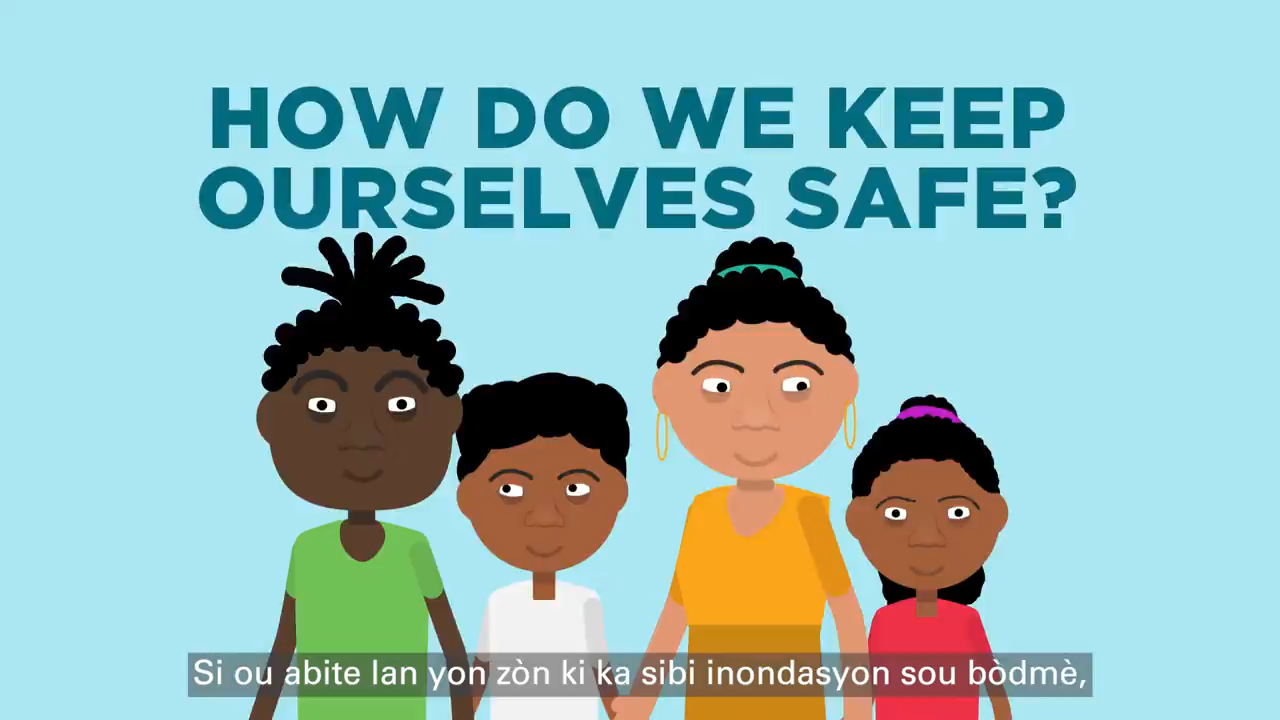 HOW DO WE KEEP
OURSELVES SAFE?
Si ou abite lan yon zòn ki ka sibi inondasyon sou bòdmè,